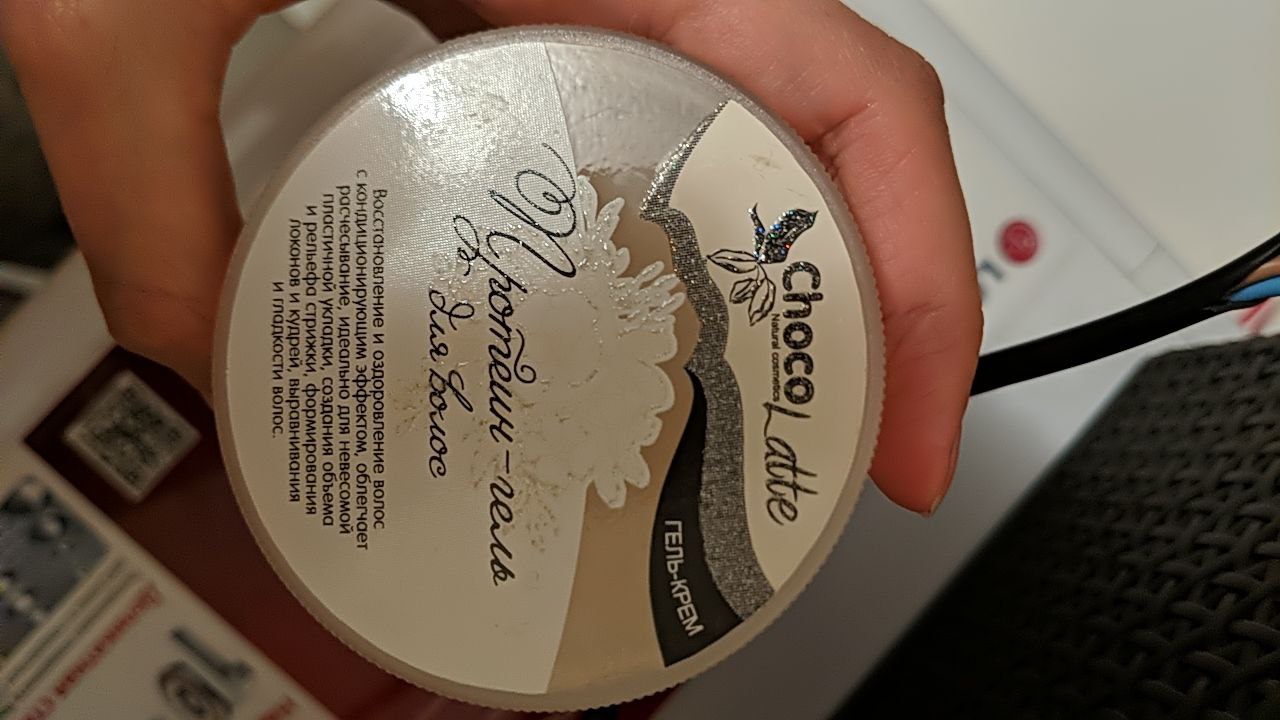 Choco Latte
Natural cosmetics
ГЕЛЬ-КРЕМ
Протеин-гель
для волос
Восстановление и оздоровление волос
с кондиционирующим эффектом, облегчает
расчесывание, идеально для невесомой
пластичной укладки, создания объема
и рельефа стрижки, формирования
локонов и кудрей, выравнивания
и гладкости волос.